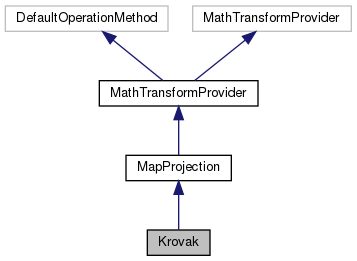 DefaultOperationMethod
MathTransformProvider
MathTransformProvider
MapProjection
Krovak